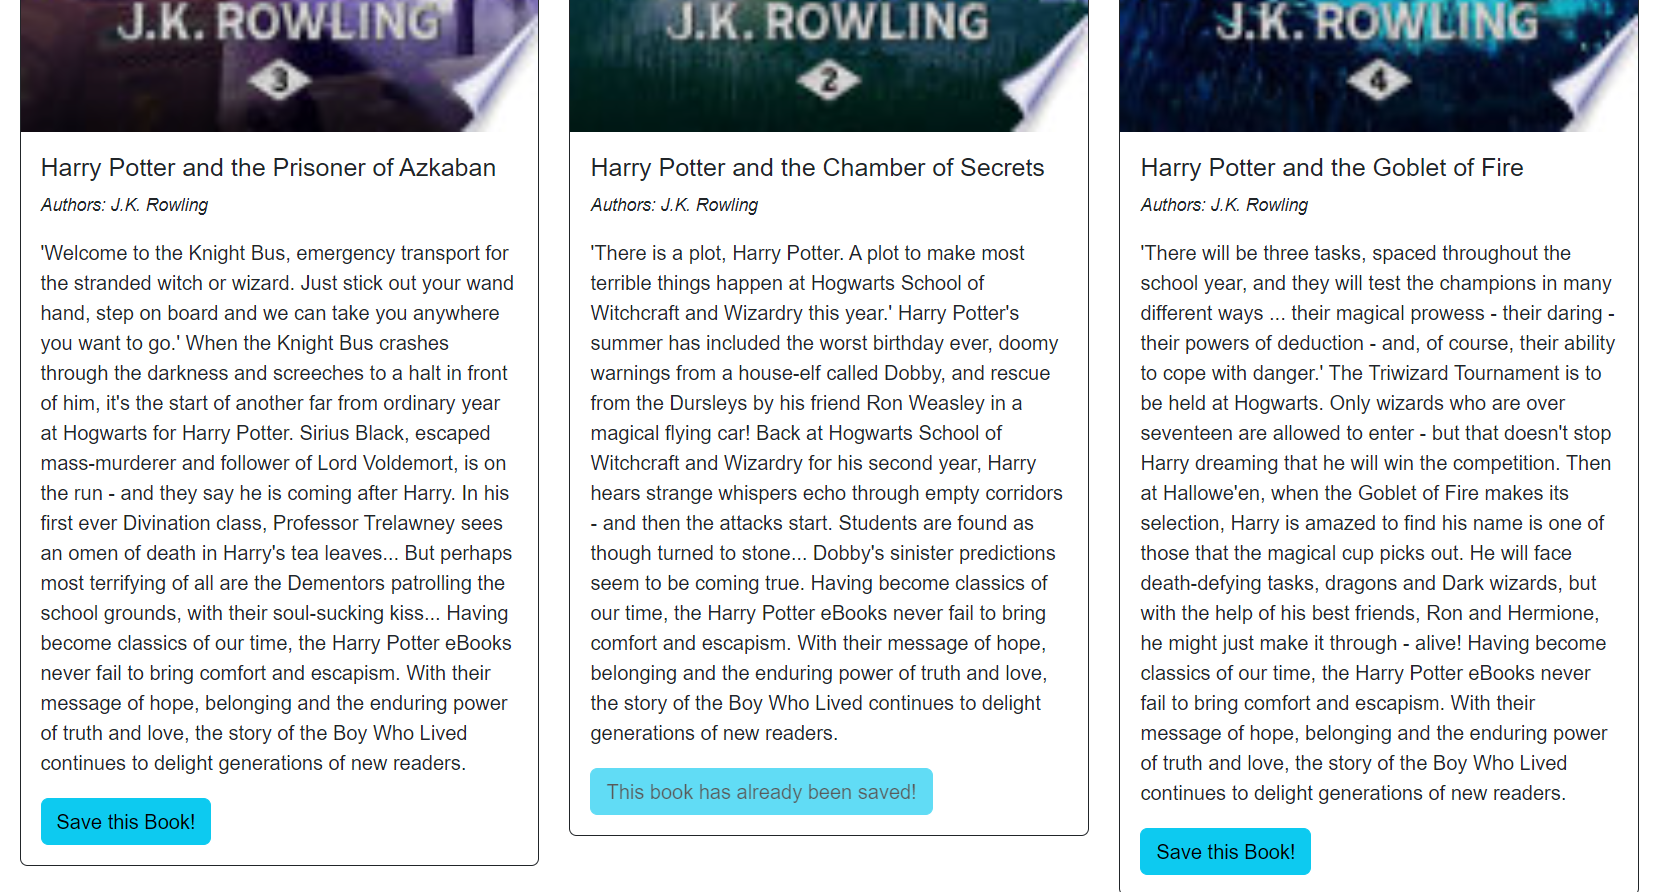 J.K. ROWLING
3
Harry Potter and the Prisoner of Azkaban
Authors: J.K. Rowling
'Welcome to the Knight Bus, emergency transport for
the stranded witch or wizard. Just stick out your wand
hand, step on board and we can take you anywhere
you want to go.' When the Knight Bus crashes
through the darkness and screeches to a halt in front
of him, it's the start of another far from ordinary year
at Hogwarts for Harry Potter. Sirius Black, escaped
mass-murderer and follower of Lord Voldemort, is on
the run - and they say he is coming after Harry. In his
first ever Divination class, Professor Trelawney sees
an omen of death in Harry's tea leaves... But perhaps
most terrifying of all are the Dementors patrolling the
school grounds, with their soul-sucking kiss... Having
become classics of our time, the Harry Potter eBooks
never fail to bring comfort and escapism. With their
message of hope, belonging and the enduring power
of truth and love, the story of the Boy Who Lived
continues to delight generations of new readers.
Save this Book!
J.K. ROWLING
2
Harry Potter and the Chamber of Secrets
Authors: J.K. Rowling
'There is a plot, Harry Potter. A plot to make most
terrible things happen at Hogwarts School of
Witchcraft and Wizardry this year.' Harry Potter's
summer has included the worst birthday ever, doomy
warnings from a house-elf called Dobby, and rescue
from the Dursleys by his friend Ron Weasley in a
magical flying car! Back at Hogwarts School of
Witchcraft and Wizardry for his second year, Harry
hears strange whispers echo through empty corridors
- and then the attacks start. Students are found as
though turned to stone... Dobby's sinister predictions
seem to be coming true. Having become classics of
our time, the Harry Potter eBooks never fail to bring
comfort and escapism. With their message of hope,
belonging and the enduring power of truth and love,
the story of the Boy Who Lived continues to delight
generations of new readers.
This book has already been saved!
J.K. ROWLING
4
Harry Potter and the Goblet of Fire
Authors: J.K. Rowling
'There will be three tasks, spaced throughout the
school year, and they will test the champions in many
different ways ... their magical prowess - their daring -
their powers of deduction - and, of course, their ability
to cope with danger.' The Triwizard Tournament is to
be held at Hogwarts. Only wizards who are over
seventeen are allowed to enter - but that doesn't stop
Harry dreaming that he will win the competition. Then
at Hallowe'en, when the Goblet of Fire makes its
selection, Harry is amazed to find his name is one of
those that the magical cup picks out. He will face
death-defying tasks, dragons and Dark wizards, but
with the help of his best friends, Ron and Hermione,
he might just make it through - alive! Having become
classics of our time, the Harry Potter eBooks never
fail to bring comfort and escapism. With their
message of hope, belonging and the enduring power
of truth and love, the story of the Boy Who Lived
continues to delight generations of new readers.
Save this Book!